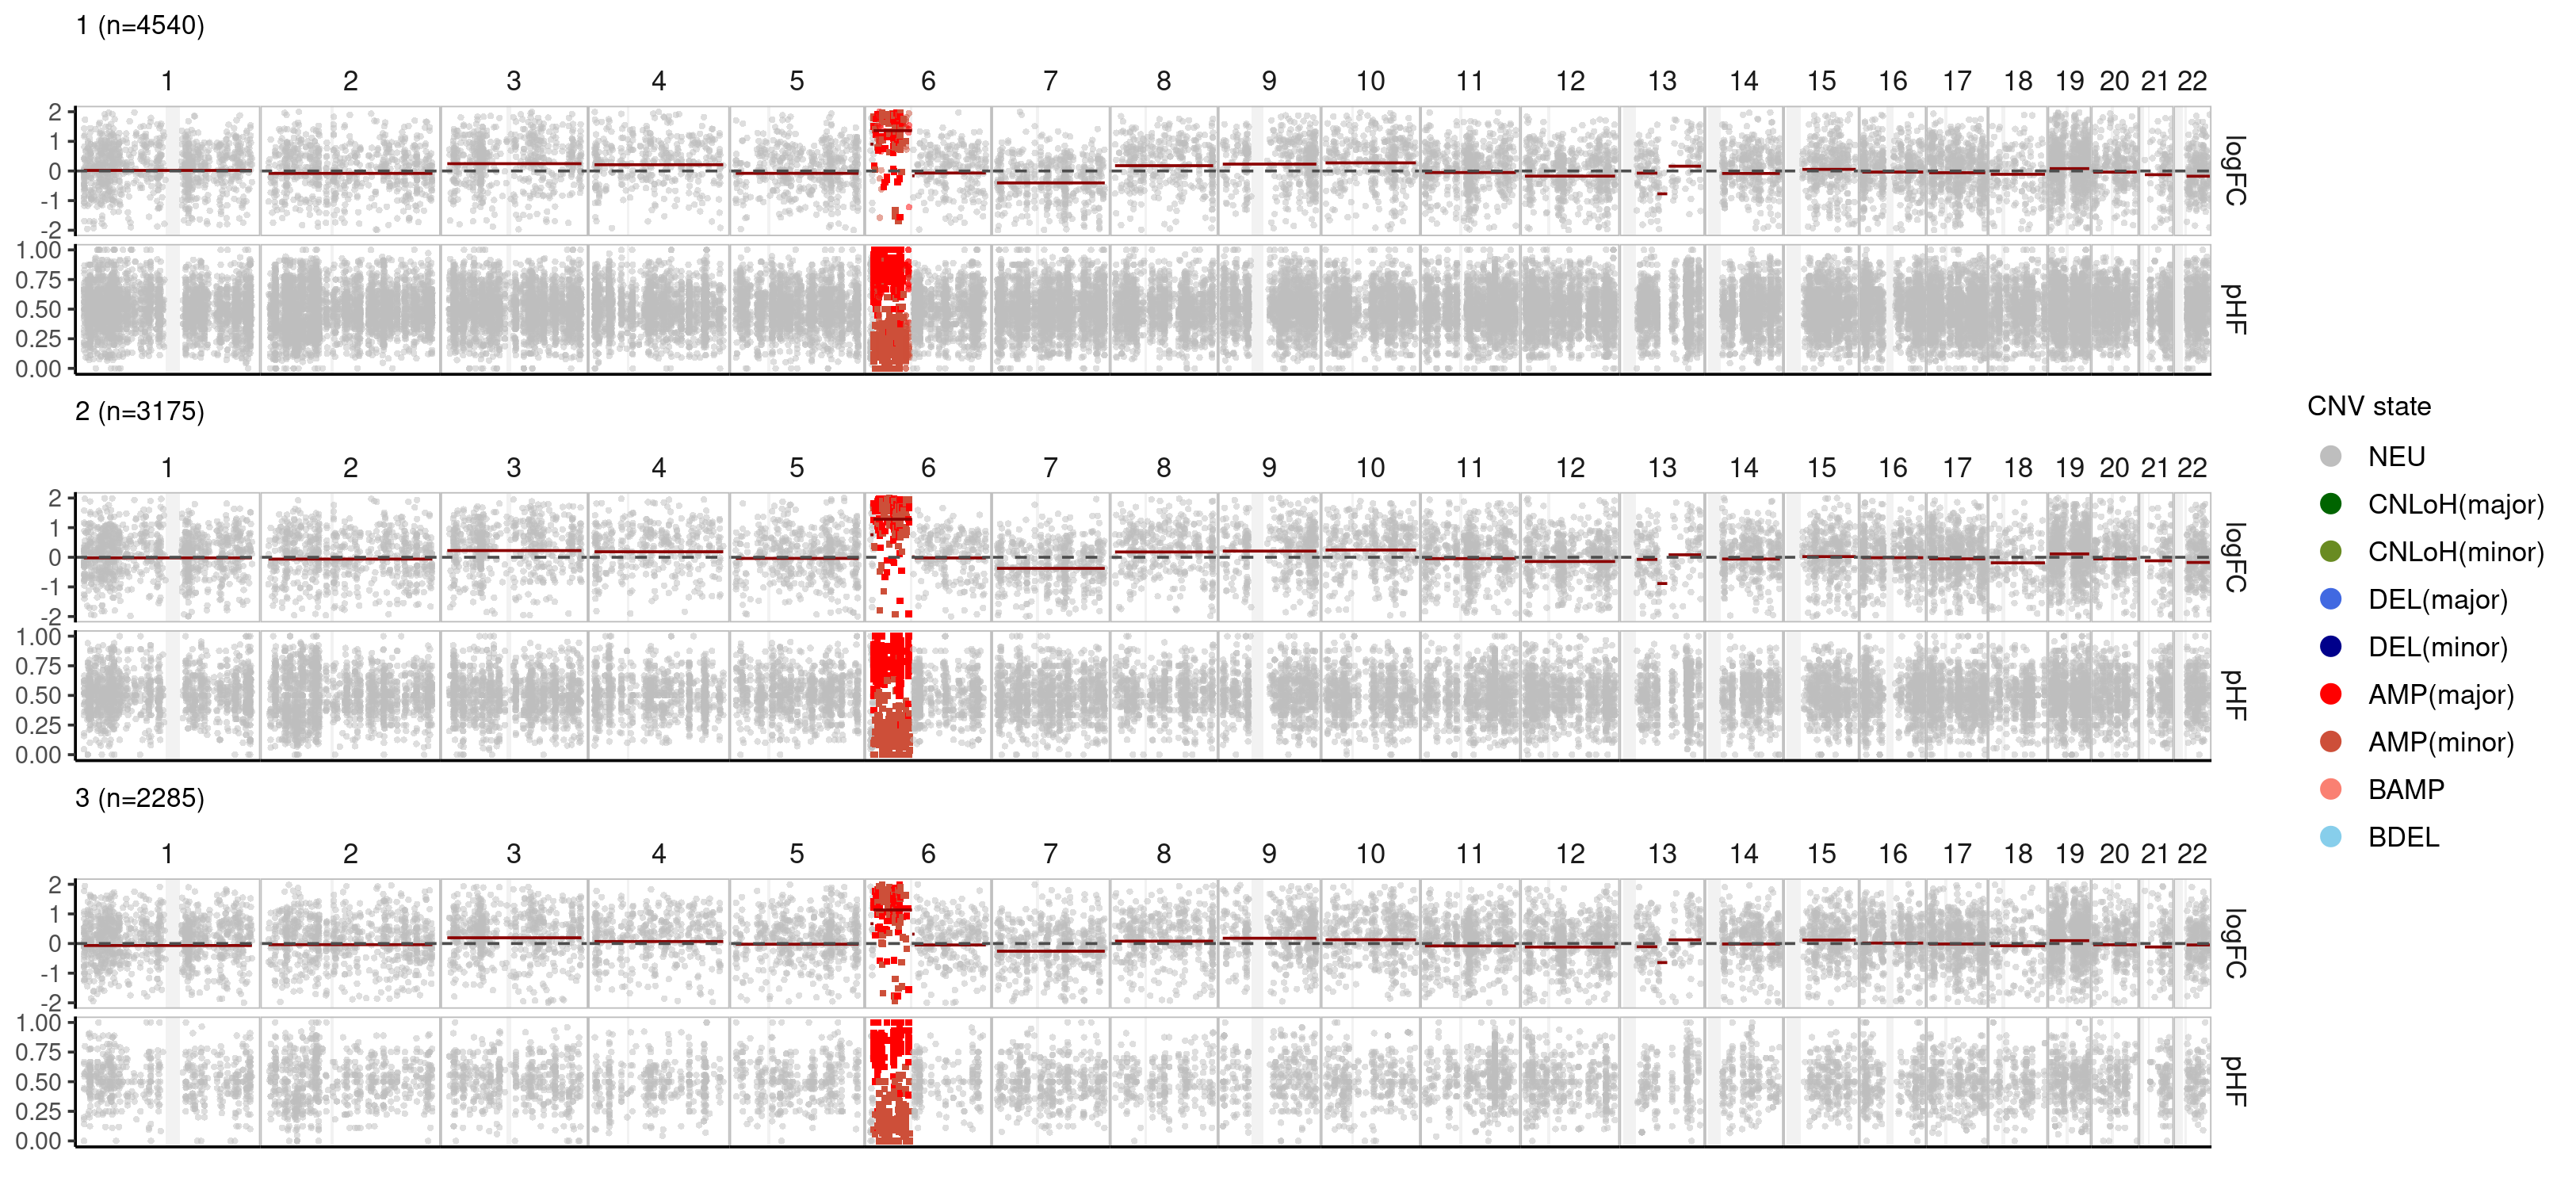 1 (n=4540)
1 2 3 4 5 6 7 8 9 10 11 12 13 14 15 16 17 18 19 20 21 22
2
1
0
-1
-2
logFC
1.00
0.75
0.50
0.25
0.00
pHF
2 (n=3175)
1 2 3 4 5 6 7 8 9 10 11 12 13 14 15 16 17 18 19 20 21 22
2
1
0
-1
-2
logFC
1.00
0.75
0.50
0.25
0.00
pHF
3 (n=2285)
1 2 3 4 5 6 7 8 9 10 11 12 13 14 15 16 17 18 19 20 21 22
2
1
0
-1
-2
logFC
1.00
0.75
0.50
0.25
0.00
pHF
CNV state
NEU
CNLoH(major)
CNLoH(minor)
DEL(major)
DEL(minor)
AMP(major)
AMP(minor)
BAMP
BDEL